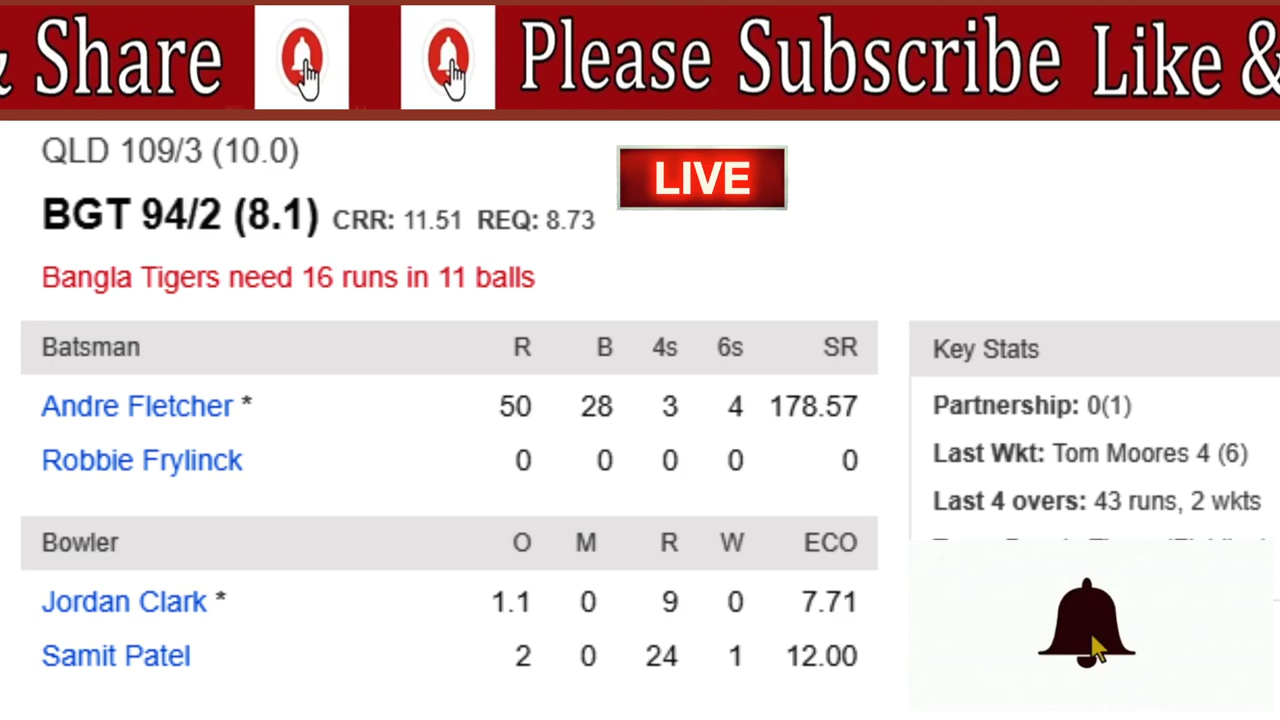 & Share Please Subscribe Like &
QLD 109/3 (10.0)
LIVE
BGT 94/2 (8.1) CRR: 11.51 REQ: 8.73
Bangla Tigers need 16 runs in 11 balls
Batsman R B 4s 6s SR
Andre Fletcher * 50 28 3 4 178.57
Robbie Frylinck 0 0 0 0 0
Bowler O M R W ECO
Jordan Clark * 1.1 0 9 0 7.71
Samit Patel 2 0 24 1 12.00
Key Stats
Partnership: 0(1)
Last Wkt: Tom Moores 4 (6)
Last 4 overs: 43 runs, 2 wkts